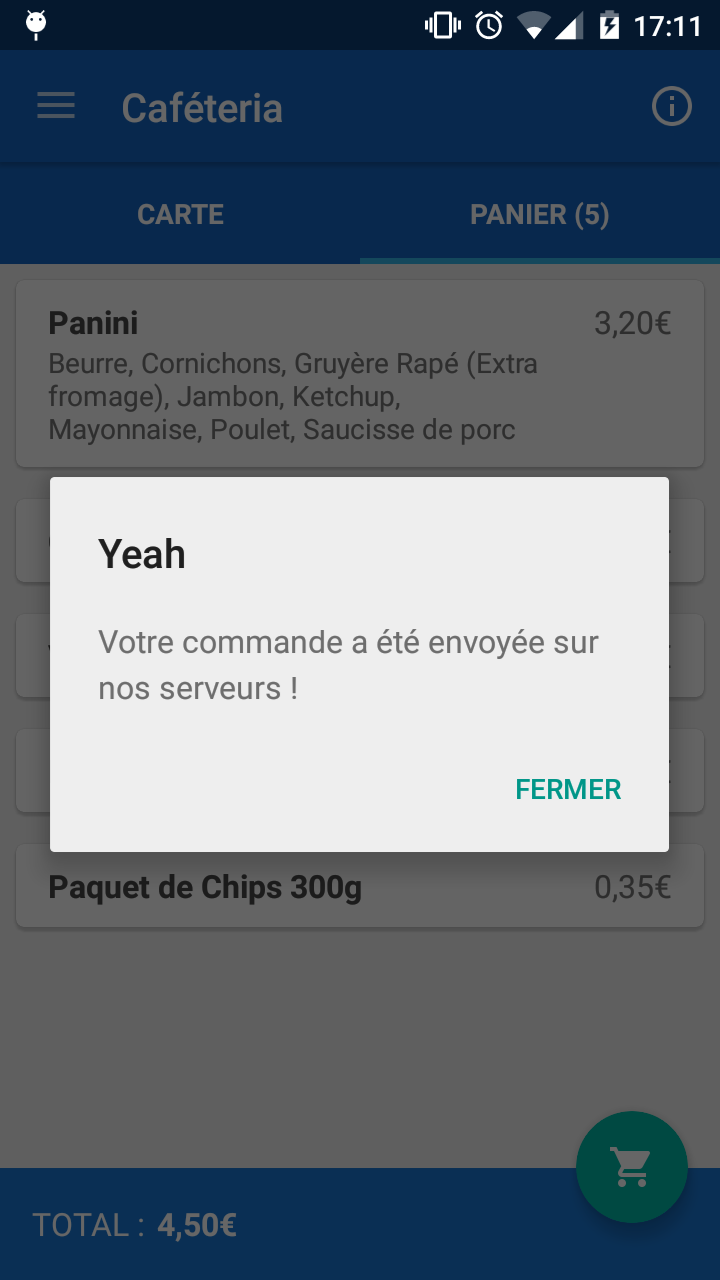 17:11
Caféteria
CARTE
PANIER (5)
Panini
3,20€
Beurre, Cornichons, Gruyère Rapé (Extra
fromage), Jambon, Ketchup,
Mayonnaise, Poulet, Saucisse de porc
Yeah
Votre commande a été envoyée sur
nos serveurs !
FERMER
Paquet de Chips 300g
0,35€
TOTAL : 4,50€